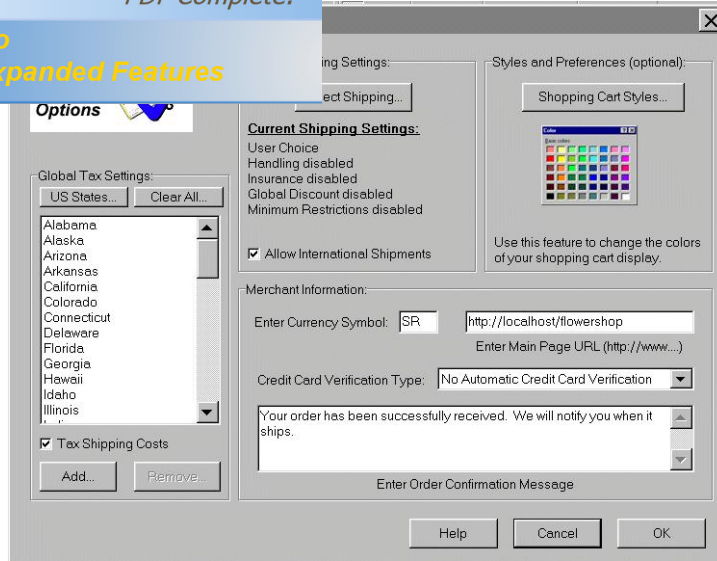 PDF Complete.
Expanded Features
Options
Styles and Preferences (optional):
Shopping Cart Styles...
Color
Basic colors:
Use this feature to change the colors
of your shopping cart display.
Settings:
Shipping...
Current Shipping Settings:
User Choice
Handling disabled
Insurance disabled
Global Discount disabled
Minimum Restrictions disabled
Allow International Shipments
Global Tax Settings:
US States... Clear All...
Alabama
Alaska
Arizona
Arkansas
California
Colorado
Connecticut
Delaware
Florida
Georgia
Hawaii
Idaho
Illinois
Tax Shipping Costs
Add... Remove...
Merchant Information:
Enter Currency Symbol: SR http://localhost/flowershop
Enter Main Page URL (http://www....)
Credit Card Verification Type: No Automatic Credit Card Verification
Your order has been successfully received. We will notify you when it
ships.
Enter Order Confirmation Message
Help Cancel OK